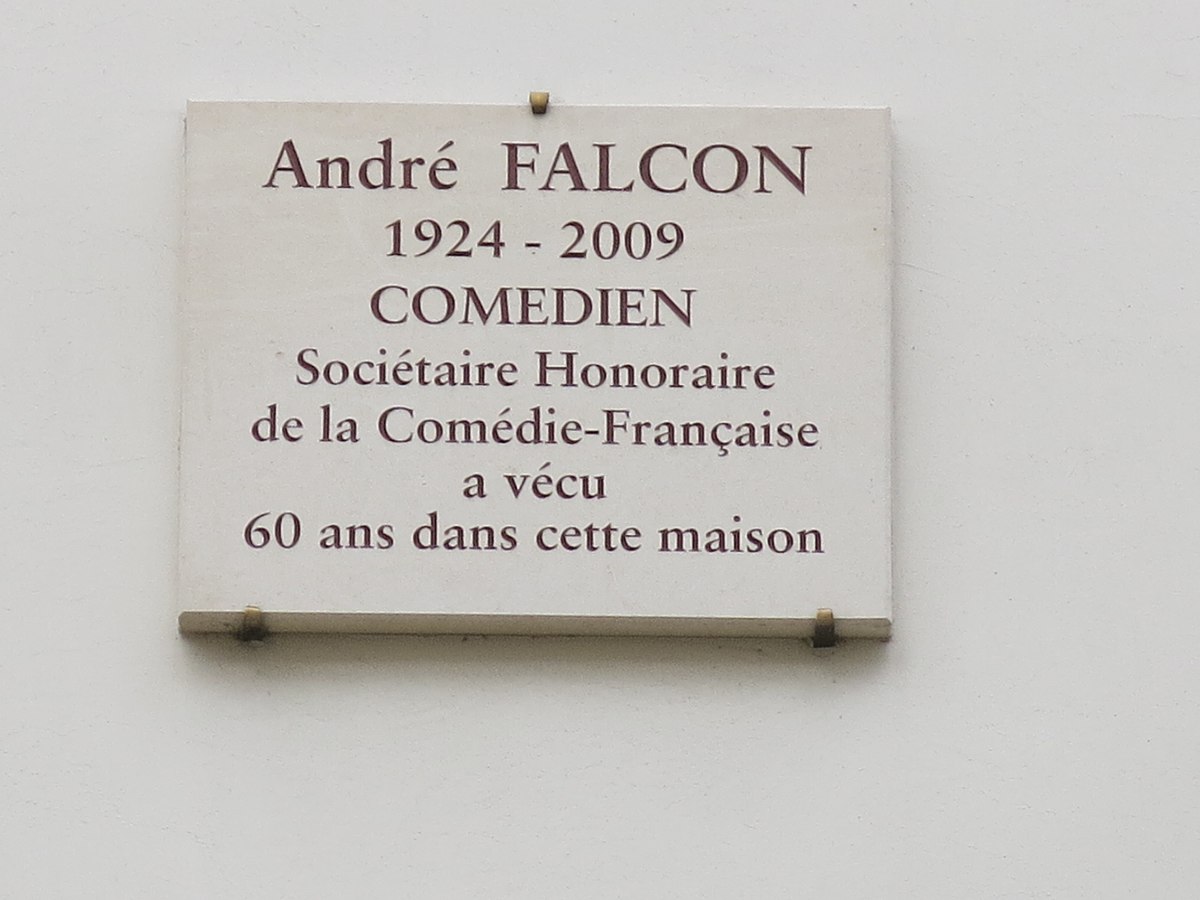 André FALCON
1924 - 2009
COMEDIEN
Sociétaire Honoraire
de la Comédie-Française
a vécu
60 ans dans cette maison